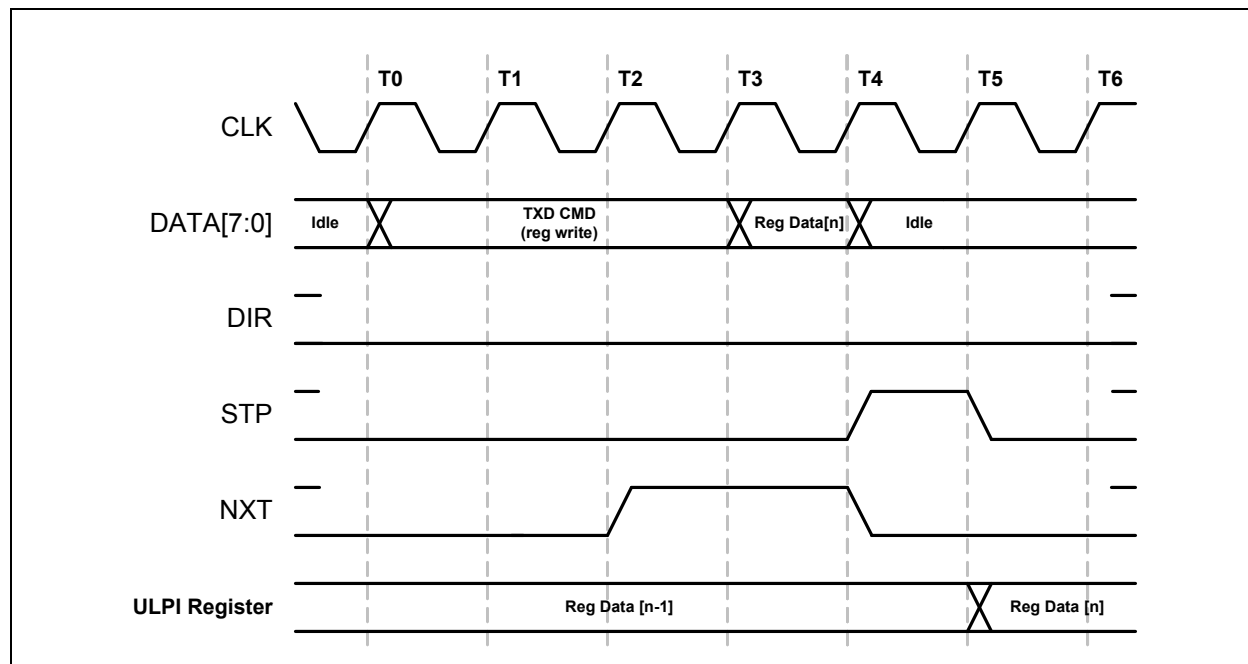 T0 T1 T2 T3 T4 T5 T6
CLK
DATA[7:0] Idle TXD CMD Reg Data[n] Idle
(reg write)
DIR
STP
NXT
ULPI Register Reg Data [n-1] Reg Data [n]